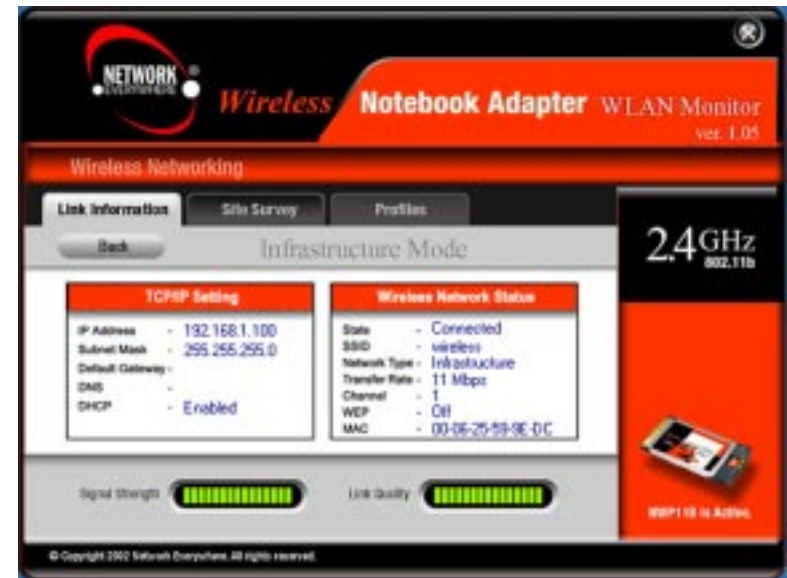 NETWORK
EVERYWHERE
Wireless Notebook Adapter WLAN Monitor
ver. 1.05
Wireless Networking
Link Information Site Survey Profiles
Back Infrastructure Mode
2.4 GHz
802.11b
TCP/IP Setting
IP Address - 192.168.1.100
Subnet Mask - 255.255.255.0
Default Gateway -
DNS -
DHCP - Enabled
Wireless Network Status
State - Connected
SSID - wireless
Network Type - Infrastructure
Transfer Rate - 11 Mbps
Channel - 1
WEP - Off
MAC - 00-06-25-59-9E-DC
Signal Strength Link Quality
NWP11B is Active.
© Copyright 2002 Network Everywhere. All rights reserved.